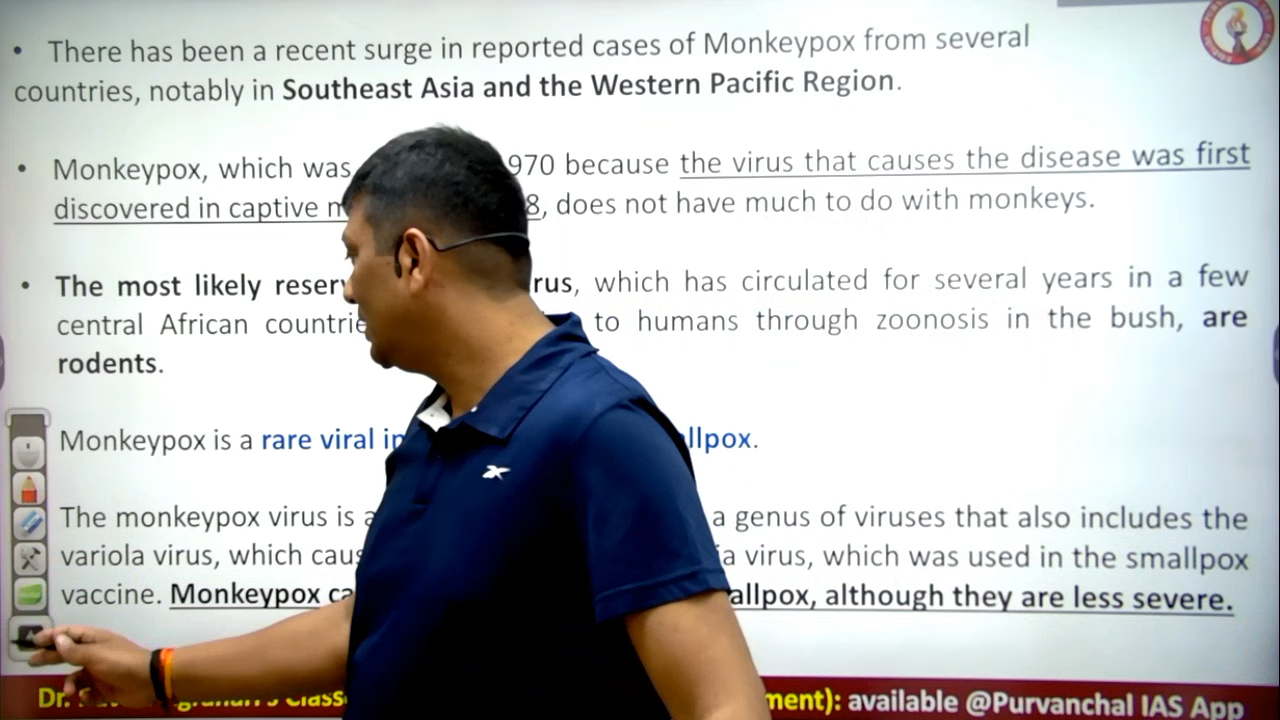 • There has been a recent surge in reported cases of Monkeypox from several
countries, notably in Southeast Asia and the Western Pacific Region.
• Monkeypox, which was 970 because the virus that causes the disease was first
discovered in captive 8, does not have much to do with monkeys.
• The most likely rus, which has circulated for several years in a few
central African to humans through zoonosis in the bush, are
rodents.
Monkeypox is a rare viral llpox.
The monkeypox virus is a genus of viruses that also includes the
variola virus, which virus, which was used in the smallpox
vaccine. Monkeypox allpox, although they are less severe.
Dr. ment): available @Purvanchal IAS App